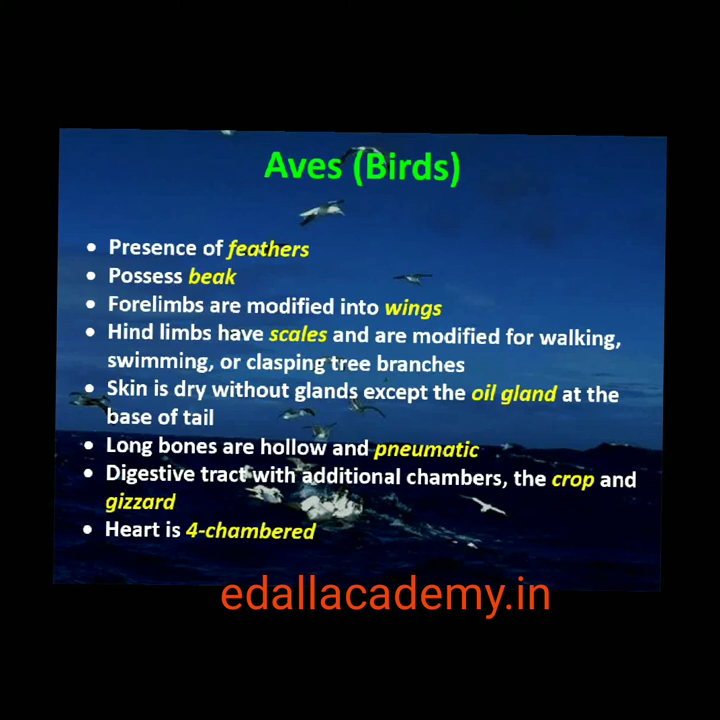 Aves (Birds)
• Presence of feathers
• Possess beak
• Forelimbs are modified into wings
• Hind limbs have scales and are modified for walking,
swimming, or clasping tree branches
• Skin is dry without glands except the oil gland at the
base of tail
• Long bones are hollow and pneumatic
• Digestive tract with additional chambers, the crop and
gizzard
• Heart is 4-chambered
edallacademy.in